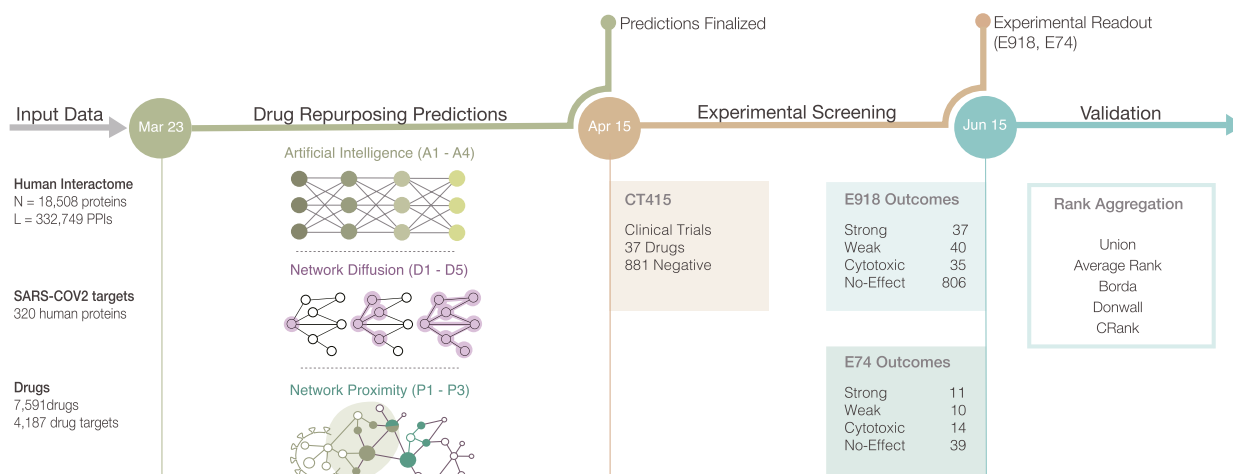 Predictions Finalized
Experimental Readout
(E918, E74)
Input Data
Mar 23
Drug Repurposing Predictions
Apr 15
Experimental Screening
Jun 15
Validation
Human Interactome
N = 18,508 proteins
L = 332,749 PPIs
SARS-COV2 targets
320 human proteins
Drugs
7,591drugs
4,187 drug targets
Artificial Intelligence (A1 - A4)
Network Diffusion (D1 - D5)
Network Proximity (P1 - P3)
CT415
Clinical Trials
37 Drugs
881 Negative
E918 Outcomes
Strong 37
Weak 40
Cytotoxic 35
No-Effect 806
E74 Outcomes
Strong 11
Weak 10
Cytotoxic 14
No-Effect 39
Rank Aggregation
Union
Average Rank
Borda
Donwall
CRank